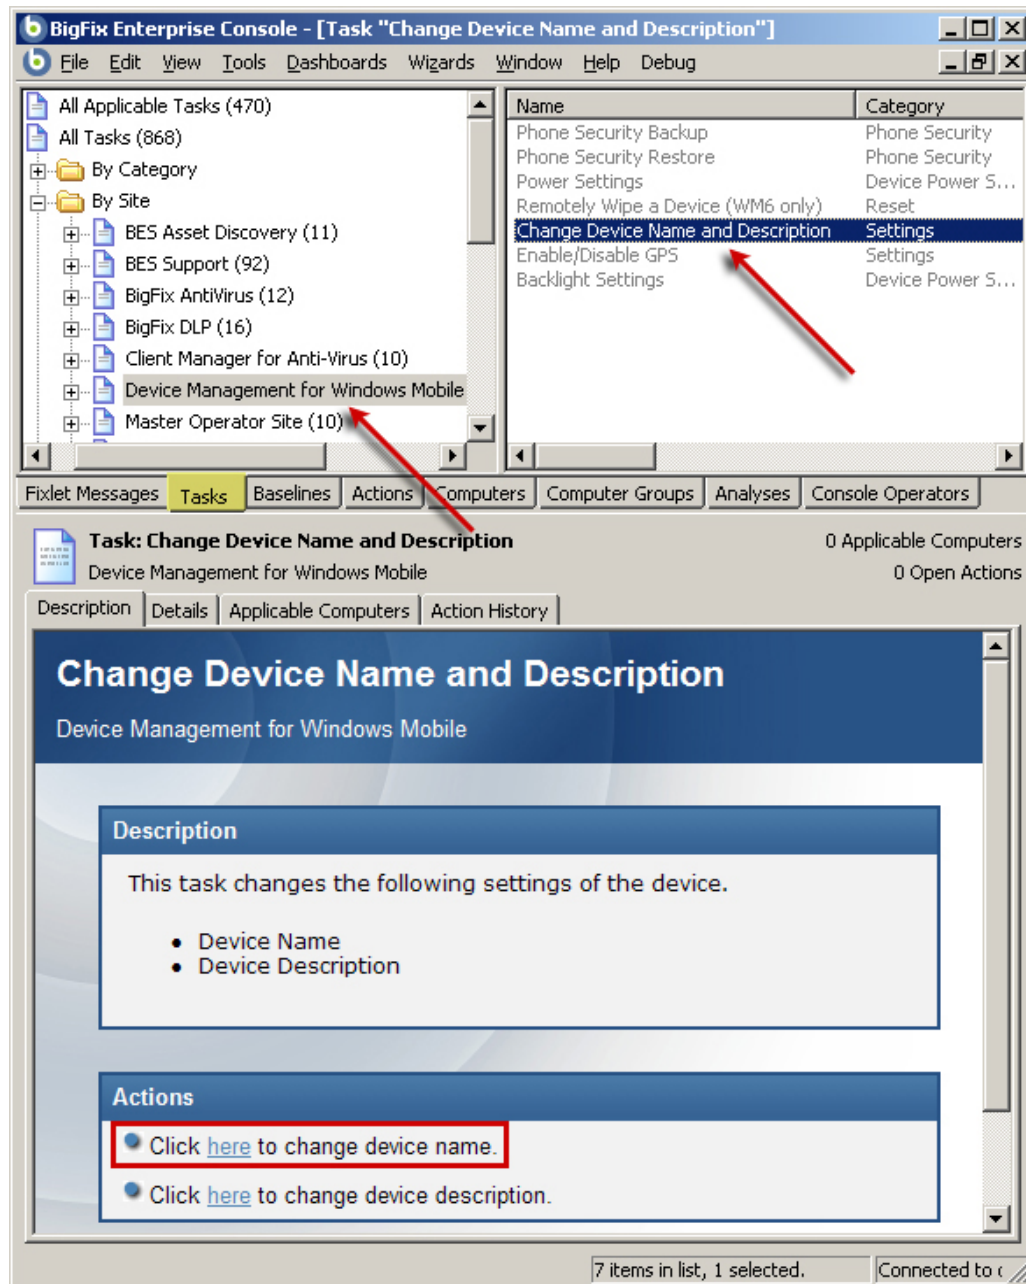 BigFix Enterprise Console - [Task "Change Device Name and Description"]
File Edit View Tools Dashboards Wizards Window Help Debug
All Applicable Tasks (470)
All Tasks (868)
By Category
By Site
BES Asset Discovery (11)
BES Support (92)
BigFix AntiVirus (12)
BigFix DLP (16)
Client Manager for Anti-Virus (10)
Device Management for Windows Mobile
Master Operator Site (10)
Name Category
Phone Security Backup Phone Security
Phone Security Restore Phone Security
Power Settings Device Power S...
Remotely Wipe a Device (WM6 only) Reset
Change Device Name and Description Settings
Enable/Disable GPS Settings
Backlight Settings Device Power S...
Fixlet Messages Tasks Baselines Actions Computers Computer Groups Analyses Console Operators
Task: Change Device Name and Description 0 Applicable Computers
Device Management for Windows Mobile 0 Open Actions
Description Details Applicable Computers Action History
Change Device Name and Description
Device Management for Windows Mobile
Description
This task changes the following settings of the device.
• Device Name
• Device Description
Actions
Click here to change device name.
Click here to change device description.
7 items in list, 1 selected. Connected to